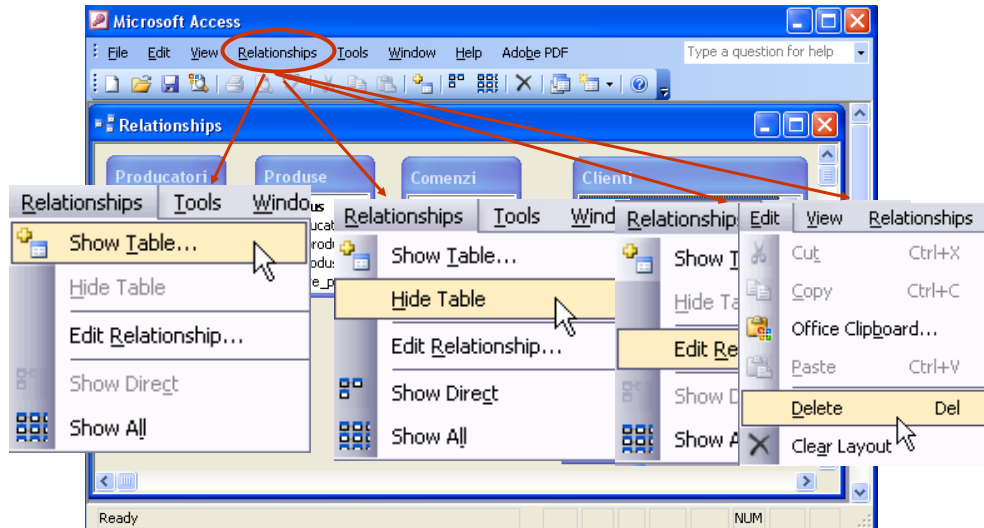 Microsoft Access
File Edit View Relationships Tools Window Help Adobe PDF
Type a question for help
Relationships
Producatori Produse Comenzi Clienti
Relationships Tools Windo
Show Table...
Hide Table
Edit Relationship...
Show Direct
Show All
Relationships Tools Wind
Show Table...
Hide Table
Edit Relationship...
Show Direct
Show All
Relationship
Show T
Hide Ta
Edit Re
Show D
Show A
Edit View Relationships
Cut Ctrl+X
Copy Ctrl+C
Office Clipboard...
Paste Ctrl+V
Delete Del
Clear Layout
Ready NUM